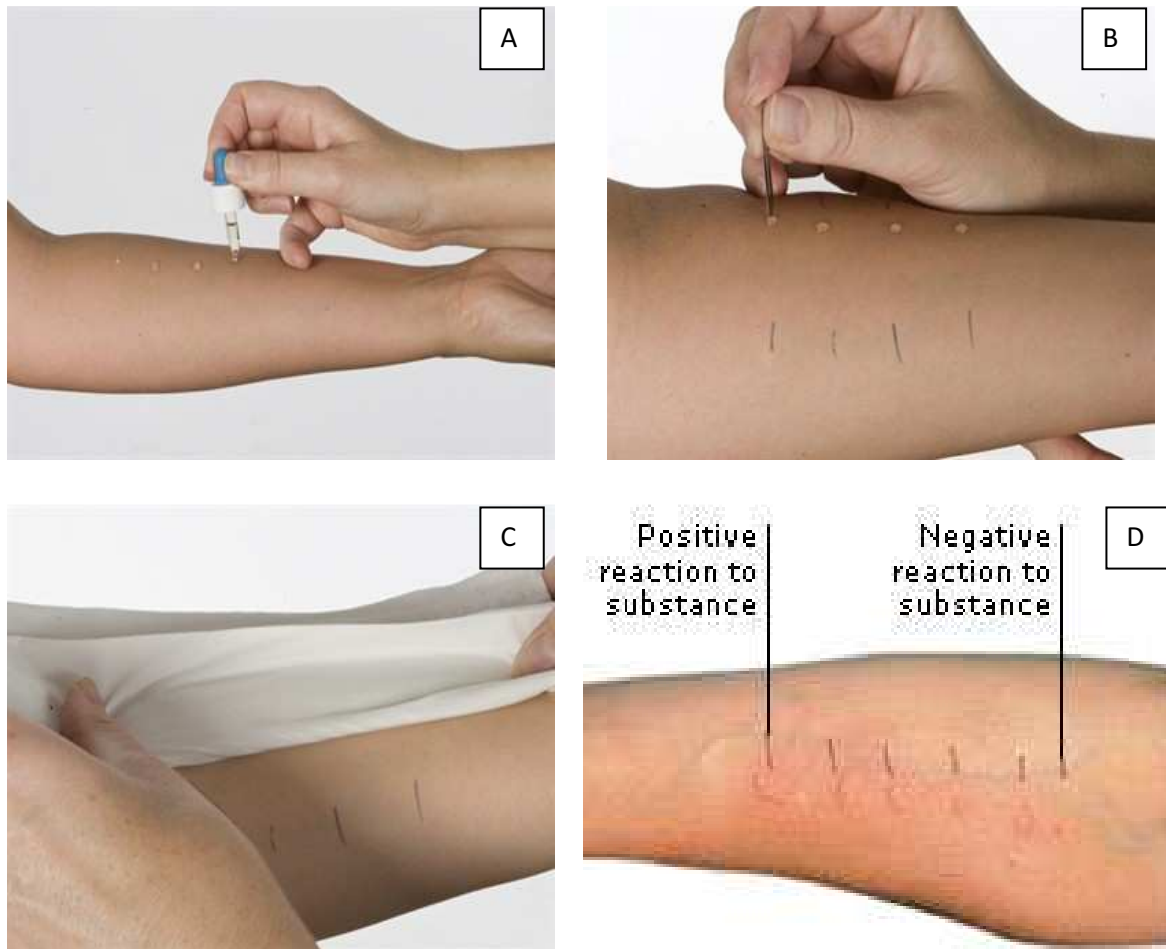 A
B
C
Positive
reaction to
substance
Negative
reaction to
substance
D